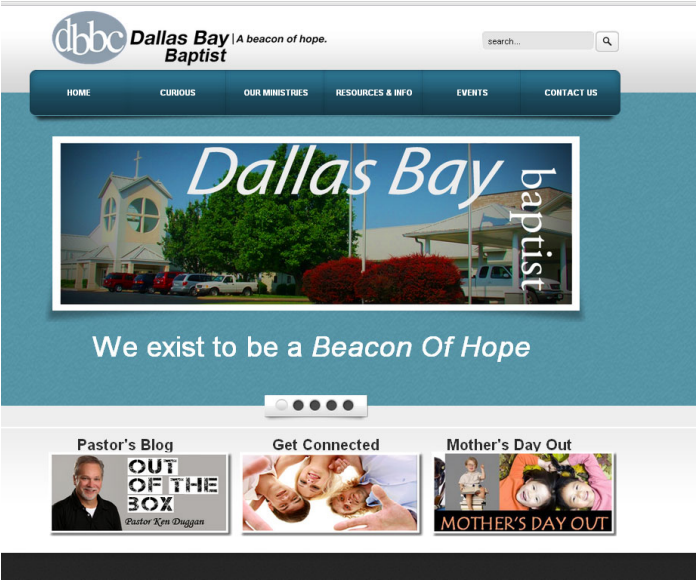 dbbc
Dallas Bay | A beacon of hope.
Baptist
search...
HOME CURIOUS OUR MINISTRIES RESOURCES & INFO EVENTS CONTACT US
Dallas Bay
baptist
We exist to be a Beacon Of Hope
Pastor's Blog Get Connected Mother's Day Out
OUT
OF THE
BOX
Pastor Ken Duggan
MOTHER'S DAY OUT